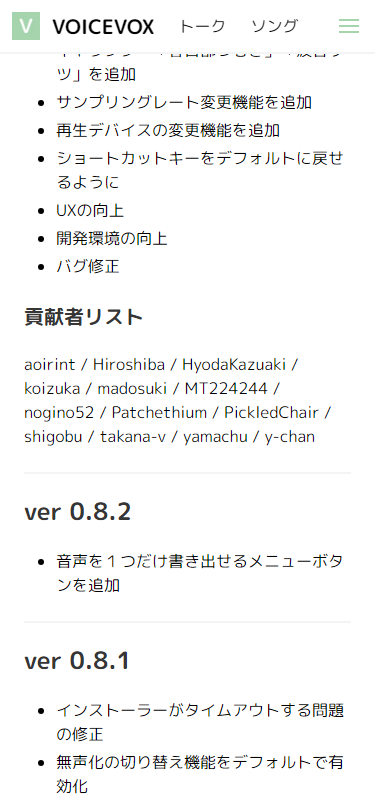 V VOICEVOX トーク ソング
ツ」を追加
サンプリングレート変更機能を追加
再生デバイスの変更機能を追加
ショートカットキーをデフォルトに戻せ
るように
UXの向上
開発環境の向上
バグ修正
貢献者リスト
aoirint / Hiroshiba / HyodaKazuaki /
koizuka / madosuki / MT224244 /
nogino52 / Patchethium / PickledChair /
shigobu / takana-v / yamachu / y-chan
ver 0.8.2
音声を１つだけ書き出せるメニューボタ
ンを追加
ver 0.8.1
インストーラーがタイムアウトする問題
の修正
無声化の切り替え機能をデフォルトで有
効化